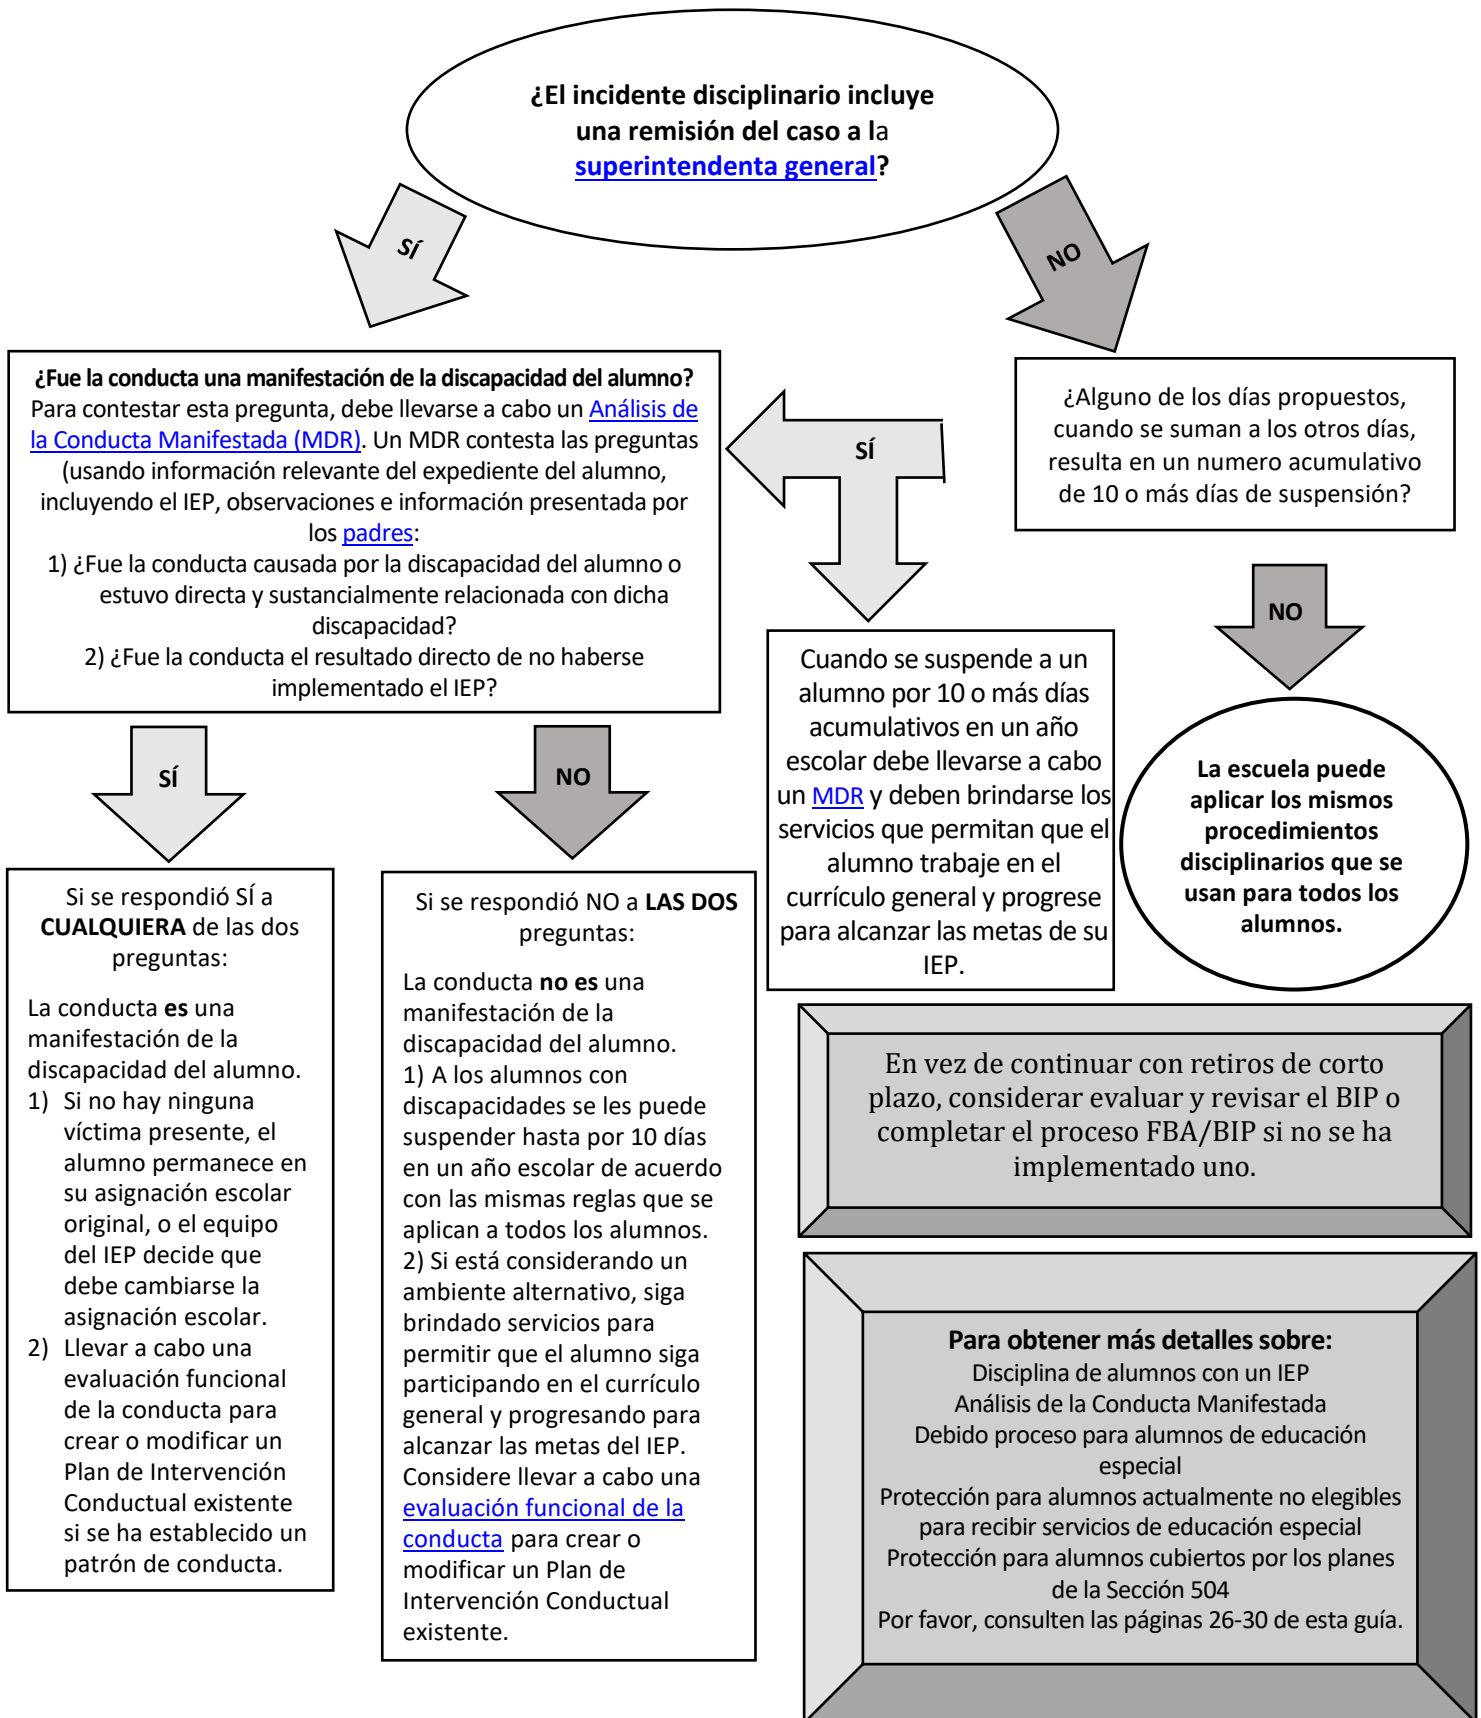 ¿El incidente disciplinario incluye
una remisión del caso a la
superintendenta general?
SÍ
NO
¿Fue la conducta una manifestación de la discapacidad del alumno?
Para contestar esta pregunta, debe llevarse a cabo un Análisis de
la Conducta Manifestada (MDR). Un MDR contesta las preguntas
(usando información relevante del expediente del alumno,
incluyendo el IEP, observaciones e información presentada por
los padres:
1) ¿Fue la conducta causada por la discapacidad del alumno o
estuvo directa y sustancialmente relacionada con dicha
discapacidad?
2) ¿Fue la conducta el resultado directo de no haberse
implementado el IEP?
SÍ
¿Alguno de los días propuestos,
cuando se suman a los otros días,
resulta en un numero acumulativo
de 10 o más días de suspensión?
NO
Cuando se suspende a un
alumno por 10 o más días
acumulativos en un año
escolar debe llevarse a cabo
un MDR y deben brindarse los
servicios que permitan que el
alumno trabaje en el
currículo general y progrese
para alcanzar las metas de su
IEP.
La escuela puede
aplicar los mismos
procedimientos
disciplinarios que se
usan para todos los
alumnos.
SÍ
NO
Si se respondió SÍ a
CUALQUIERA de las dos
preguntas:
La conducta es una
manifestación de la
discapacidad del alumno.
1) Si no hay ninguna
víctima presente, el
alumno permanece en
su asignación escolar
original, o el equipo
del IEP decide que
debe cambiarse la
asignación escolar.
2) Llevar a cabo una
evaluación funcional
de la conducta para
crear o modificar un
Plan de Intervención
Conductual existente
si se ha establecido un
patrón de conducta.
Si se respondió NO a LAS DOS
preguntas:
La conducta no es una
manifestación de la
discapacidad del alumno.
1) A los alumnos con
discapacidades se les puede
suspender hasta por 10 días
en un año escolar de acuerdo
con las mismas reglas que se
aplican a todos los alumnos.
2) Si está considerando un
ambiente alternativo, siga
brindado servicios para
permitir que el alumno siga
participando en el currículo
general y progresando para
alcanzar las metas del IEP.
Considere llevar a cabo una
evaluación funcional de la
conducta para crear o
modificar un Plan de
Intervención Conductual
existente.
En vez de continuar con retiros de corto
plazo, considerar evaluar y revisar el BIP o
completar el proceso FBA/BIP si no se ha
implementado uno.
Para obtener más detalles sobre:
Disciplina de alumnos con un IEP
Análisis de la Conducta Manifestada
Debido proceso para alumnos de educación
especial
Protección para alumnos actualmente no elegibles
para recibir servicios de educación especial
Protección para alumnos cubiertos por los planes
de la Sección 504
Por favor, consulten las páginas 26-30 de esta guía.